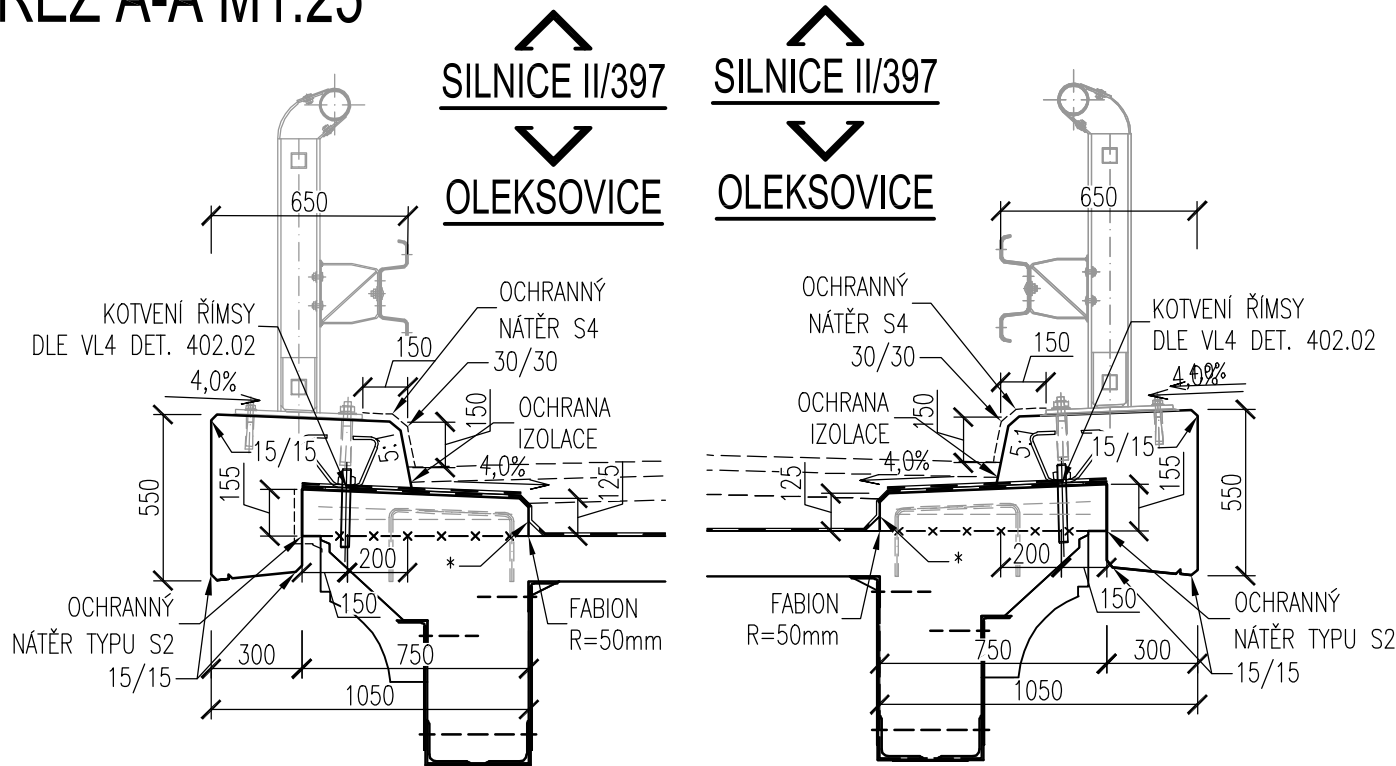 ŘEZ A-A M1:25
SILNICE II/397
OLEKSOVICE
SILNICE II/397
OLEKSOVICE
650
OCHRANNÝ
NÁTĚR S4
30/30
KOTVENÍ ŘÍMSY
DLE VL4 DET. 402.02
150
4,0%
150
OCHRANA
IZOLACE
15/15
5:1
4,0%
550
155
125
200
*
150
OCHRANNÝ
NÁTĚR TYPU S2
15/15
FABION
R=50mm
300
750
1050
650
OCHRANNÝ
NÁTĚR S4
30/30
KOTVENÍ ŘÍMSY
DLE VL4 DET. 402.02
150
4,0%
4,0%
150
OCHRANA
IZOLACE
15/15
5:1
4,0%
125
155
550
200
*
150
FABION
R=50mm
OCHRANNÝ
NÁTĚR TYPU S2
15/15
750
300
1050